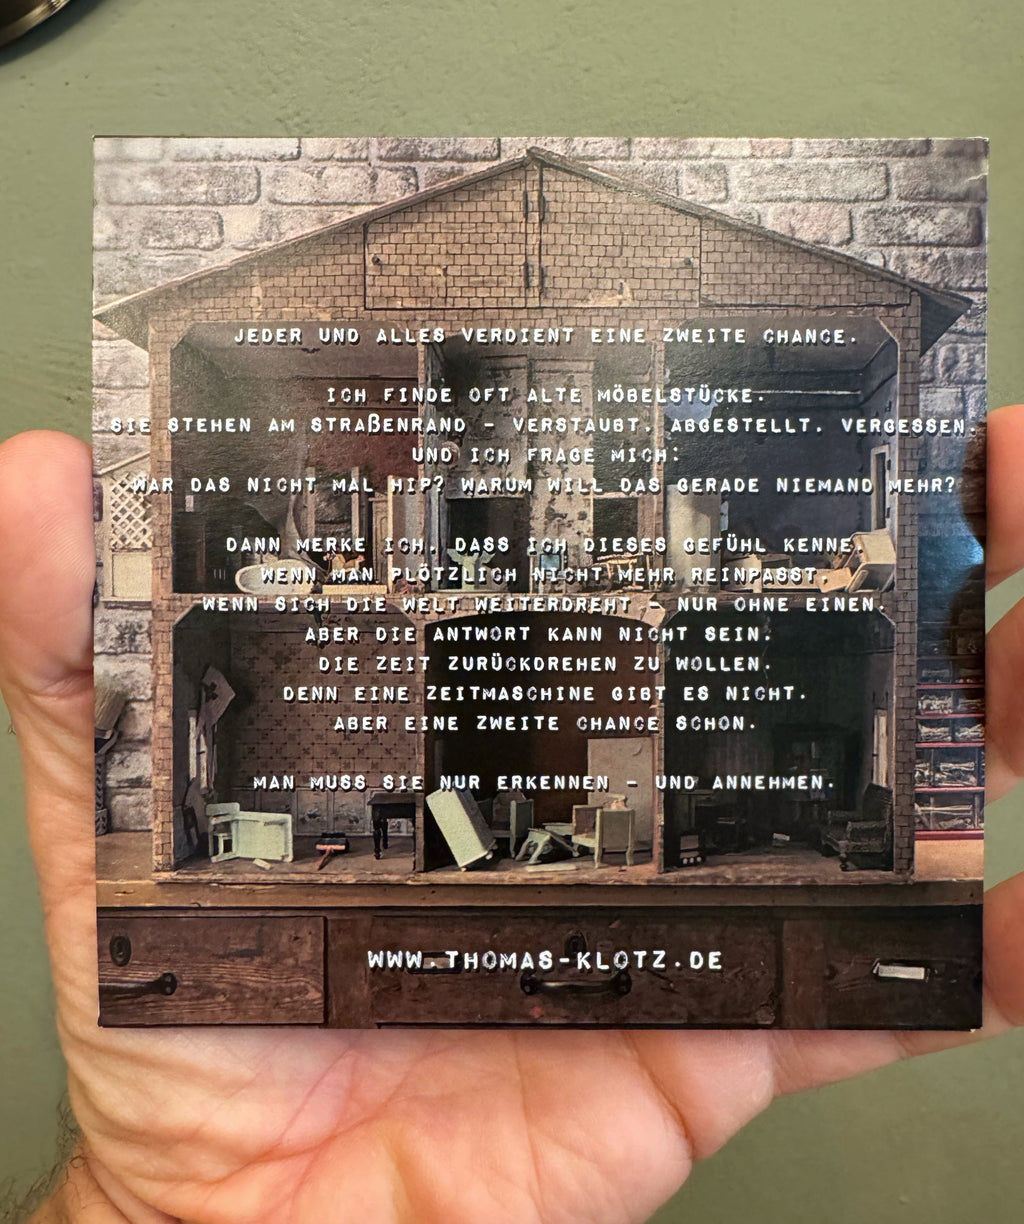 JEDER UND ALLES VERDIENT EINE ZWEITE CHANCE.
ICH FINDE OFT ALTE MÖBELSTÜCKE.
SIE STEHEN AM STRAßENRAND - VERSTAUBT, ABGESTELLT, VERGESSEN.
UND ICH FRAGE MICH:
WAR DAS NICHT MAL HIP? WARUM WILL DAS GERADE NIEMAND MEHR?
DANN MERKE ICH, DASS ICH DIESES GEFÜHL KENNE
WENN MAN PLÖTZLICH NICHT MEHR REINPASST,
WENN SICH DIE WELT WEITERDREHT - NUR OHNE EINEN.
ABER DIE ANTWORT KANN NICHT SEIN,
DIE ZEIT ZURÜCKDREHEN ZU WOLLEN.
DENN EINE ZEITMASCHINE GIBT ES NICHT.
ABER EINE ZWEITE CHANCE SCHON.
MAN MUSS SIE NUR ERKENNEN - UND ANNEHMEN.
WWW.THOMAS-KLOTZ.DE